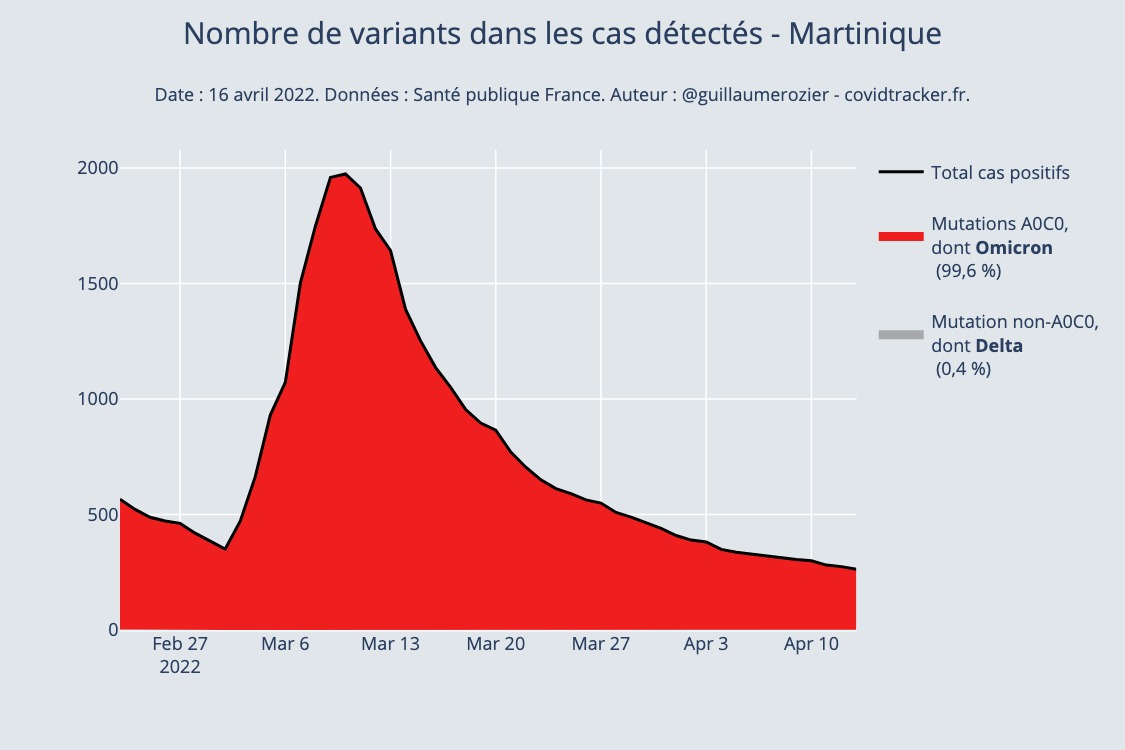 Nombre de variants dans les cas détectés - Martinique
Date : 16 avril 2022. Données : Santé publique France. Auteur : @guillaumerozier - covidtracker.fr.
2000
1500
1000
500
0
Feb 27
2022
Mar 6
Mar 13
Mar 20
Mar 27
Apr 3
Apr 10
Total cas positifs
Mutations A0C0,
dont Omicron
(99,6 %)
Mutation non-A0C0,
dont Delta
(0,4 %)